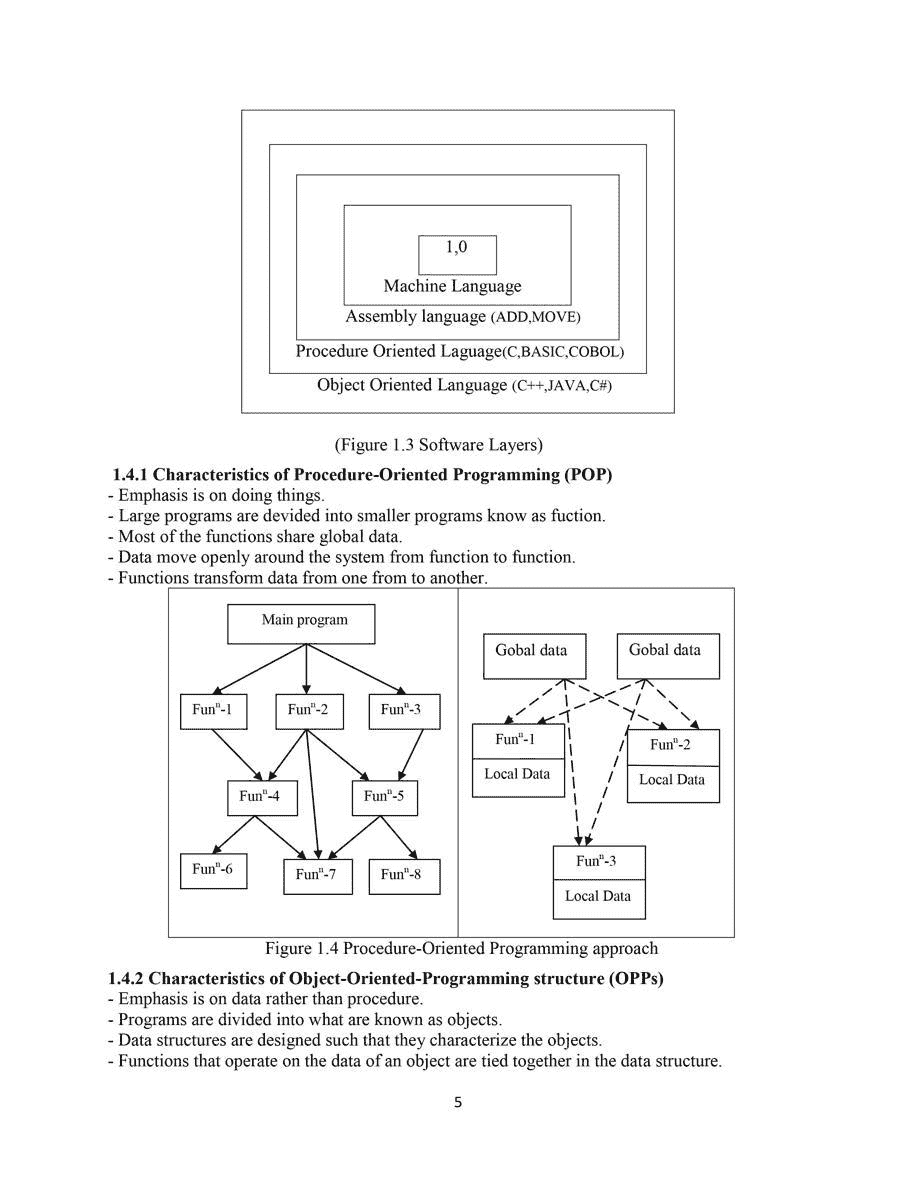 1,0
Machine Language
Assembly language (ADD,MOVE)
Procedure Oriented Laguage(C,BASIC,COBOL)
Object Oriented Language (C++,JAVA,C#)
(Figure 1.3 Software Layers)
1.4.1 Characteristics of Procedure-Oriented Programming (POP)
- Emphasis is on doing things.
- Large programs are devided into smaller programs know as fuction.
- Most of the functions share global data.
- Data move openly around the system from function to function.
- Functions transform data from one from to another.
Main program
Funⁿ-1
Funⁿ-2
Funⁿ-3
Funⁿ-4
Funⁿ-5
Funⁿ-6
Funⁿ-7
Funⁿ-8
Gobal data
Gobal data
Funⁿ-1
Local Data
Funⁿ-2
Local Data
Funⁿ-3
Local Data
Figure 1.4 Procedure-Oriented Programming approach
1.4.2 Characteristics of Object-Oriented-Programming structure (OPPs)
- Emphasis is on data rather than procedure.
- Programs are divided into what are known as objects.
- Data structures are designed such that they characterize the objects.
- Functions that operate on the data of an object are tied together in the data structure.
5